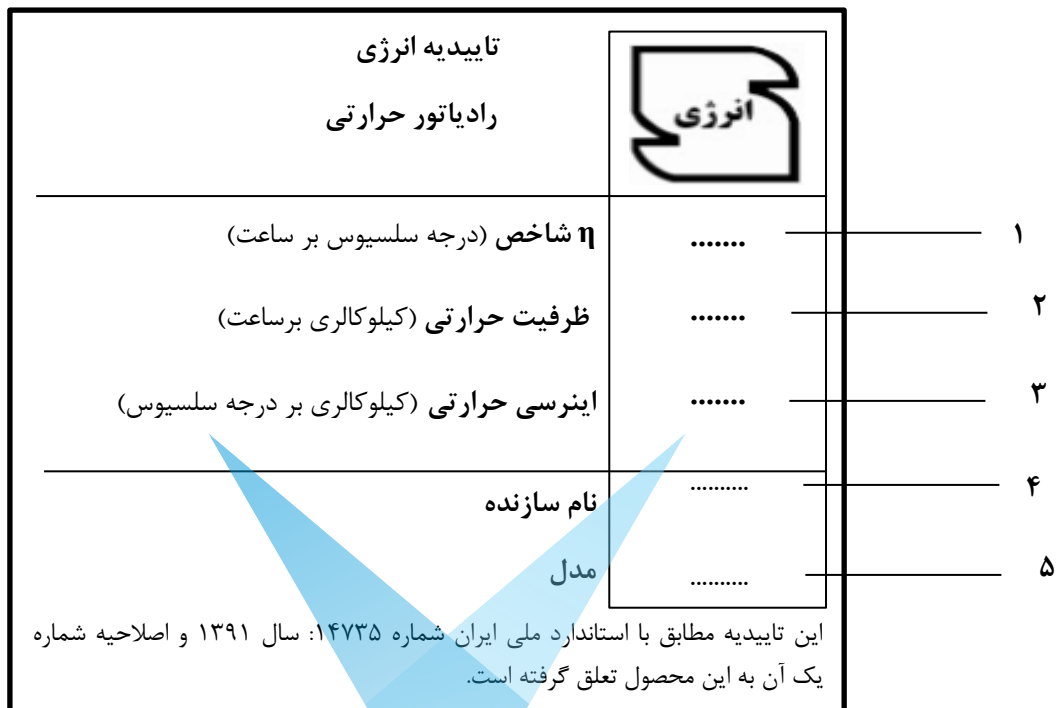 تاییدیه انرژی
رادیاتور حرارتی
انرژی
η شاخص (درجه سلسیوس بر ساعت)
.......
۱
ظرفیت حرارتی (کیلوکالری برساعت)
.......
۲
اینرسی حرارتی (کیلوکالری بر درجه سلسیوس)
.......
۳
نام سازنده
..........
۴
مدل
..........
۵
این تاییدیه مطابق با استاندارد ملی ایران شماره ۱۴۷۳۵: سال ۱۳۹۱ و اصلاحیه شماره
یک آن به این محصول تعلق گرفته است.